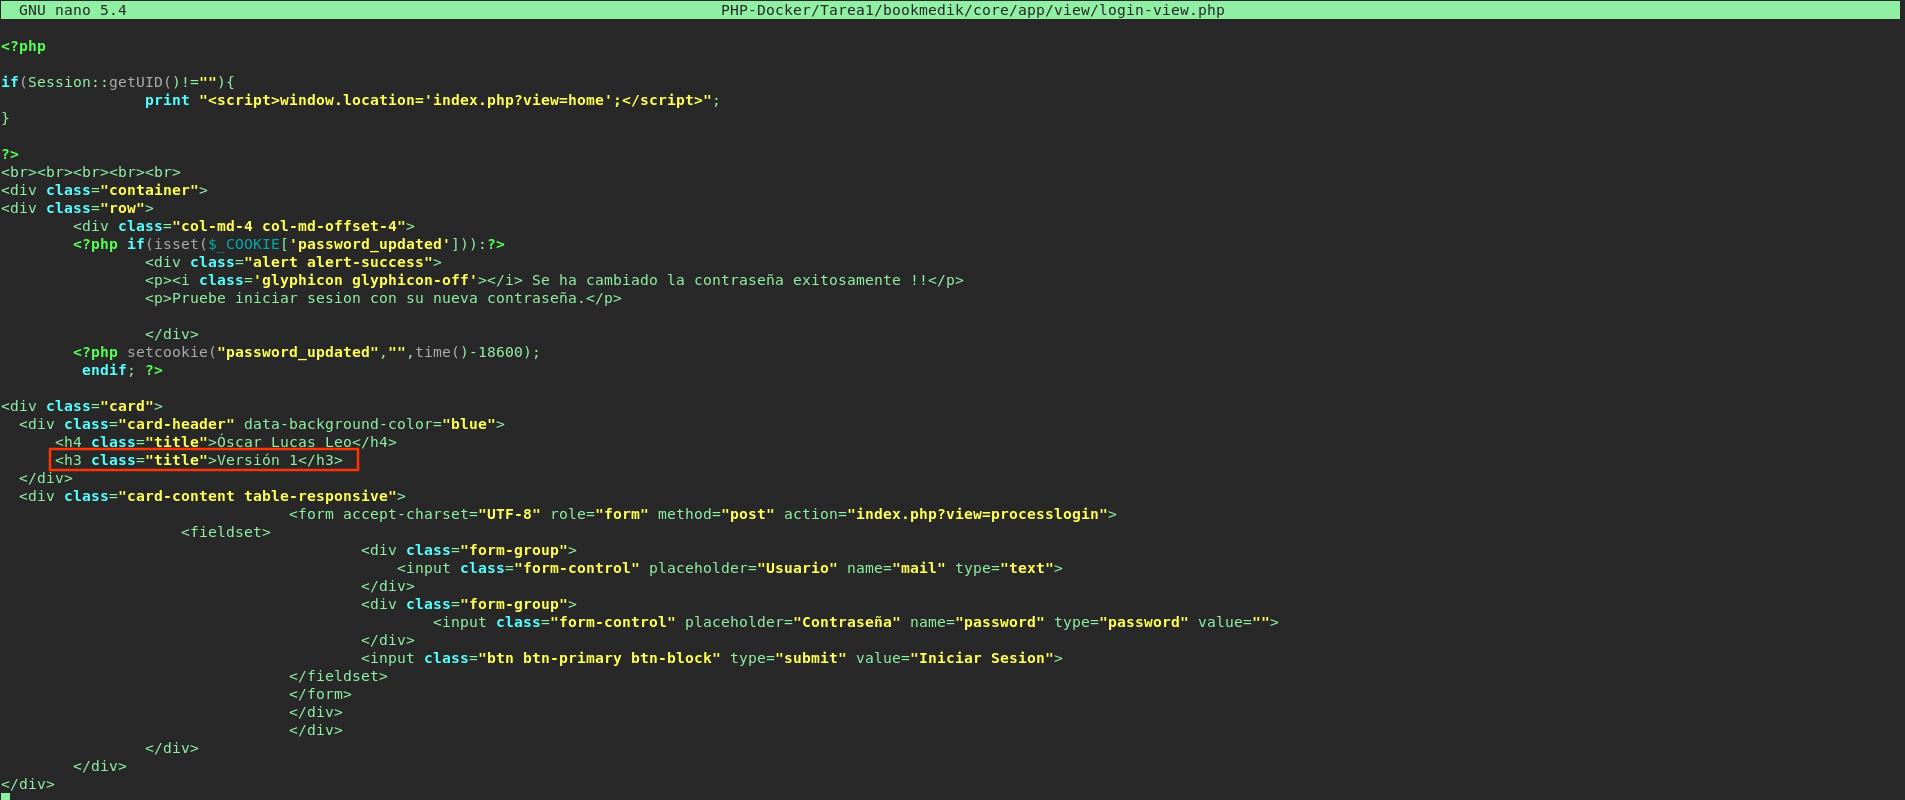 GNU nano 5.4 PHP-Docker/Tarea1/bookmedik/core/app/view/login-view.php
<?php
if(Session::getUID()!=""){
print "<script>window.location='index.php?view=home';</script>";
}
?>
<br><br><br><br><br>
<div class="container">
<div class="row">
<div class="col-md-4 col-md-offset-4">
<?php if(isset($_COOKIE['password_updated'])):?>
<div class="alert alert-success">
<p><i class='glyphicon glyphicon-off'></i> Se ha cambiado la contraseña exitosamente !!</p>
<p>Pruebe iniciar sesion con su nueva contraseña.</p>
</div>
<?php setcookie("password_updated","",time()-18600);
endif; ?>
<div class="card">
<div class="card-header" data-background-color="blue">
<h4 class="title">Óscar Lucas Leo</h4>
<h3 class="title">Versión 1</h3>
</div>
<div class="card-content table-responsive">
<form accept-charset="UTF-8" role="form" method="post" action="index.php?view=processlogin">
<fieldset>
<div class="form-group">
<input class="form-control" placeholder="Usuario" name="mail" type="text">
</div>
<div class="form-group">
<input class="form-control" placeholder="Contraseña" name="password" type="password" value="">
</div>
<input class="btn btn-primary btn-block" type="submit" value="Iniciar Sesion">
</fieldset>
</form>
</div>
</div>
</div>
</div>
</div>